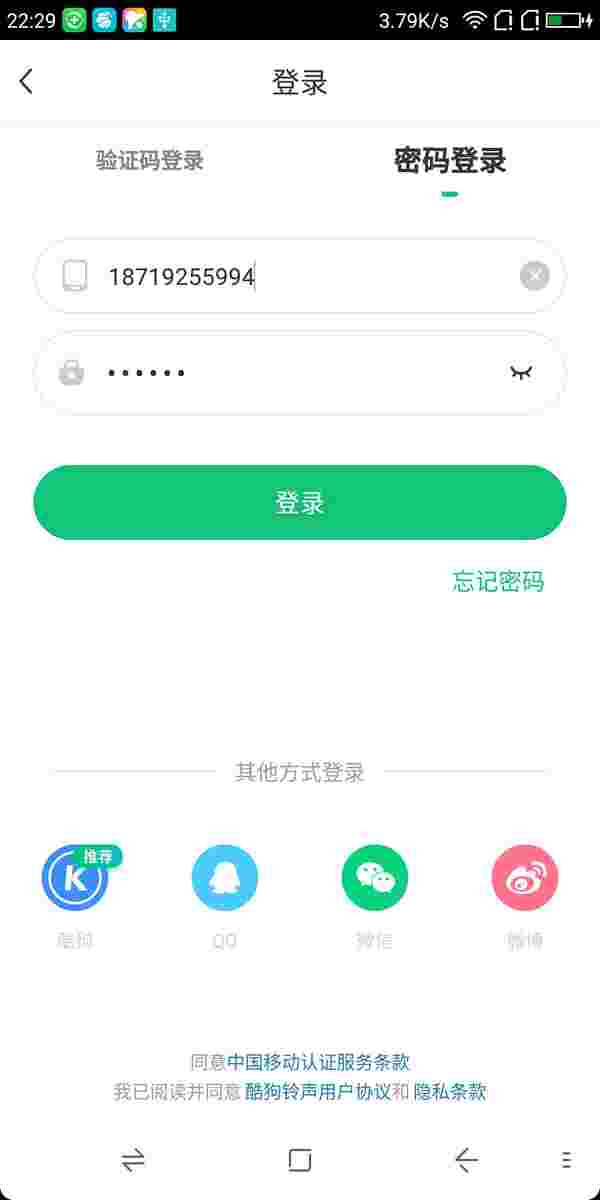 22:29
3.79K/s
登录
验证码登录
密码登录
18719255994
登录
忘记密码
其他方式登录
推荐
酷狗
QQ
微信
微博
同意中国移动认证服务条款
我已阅读并同意 酷狗铃声用户协议和 隐私条款